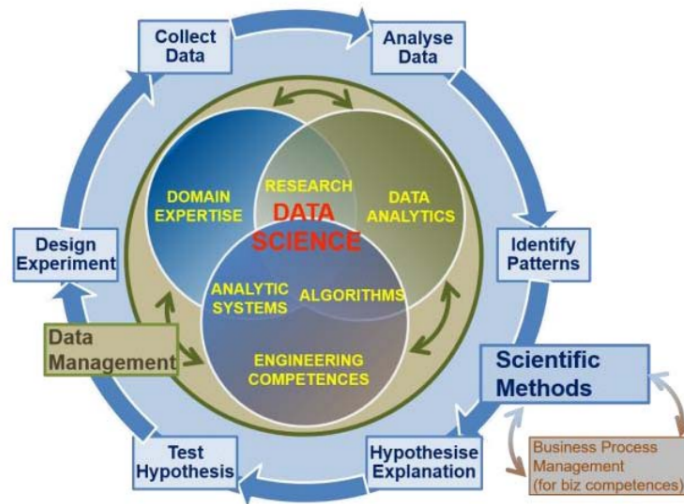 Collect
Data
Analyse
Data
RESEARCH
DOMAIN
EXPERTISE
DATA
ANALYTICS
DATA
SCIENCE
Design
Experiment
Identify
Patterns
ANALYTIC
SYSTEMS
ALGORITHMS
Data
Management
ENGINEERING
COMPETENCES
Scientific
Methods
Test
Hypothesis
Hypothesise
Explanation
Business Process
Management
(for biz competences)